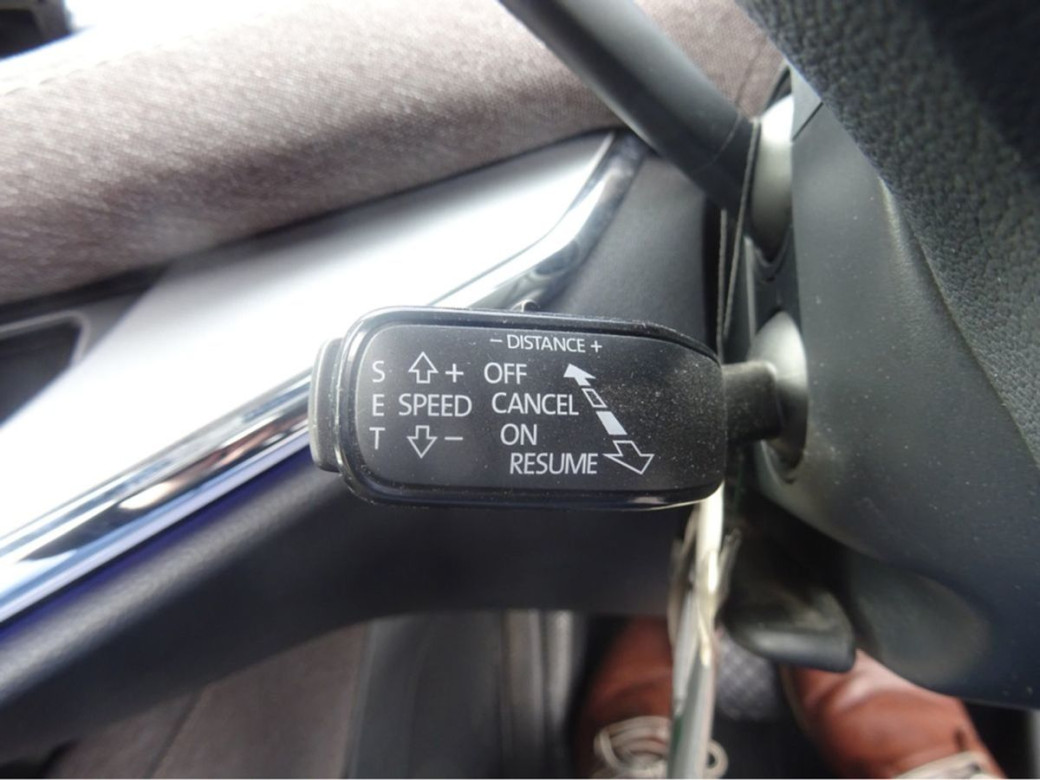 − DISTANCE +
S + OFF
E SPEED CANCEL
T − ON
RESUME